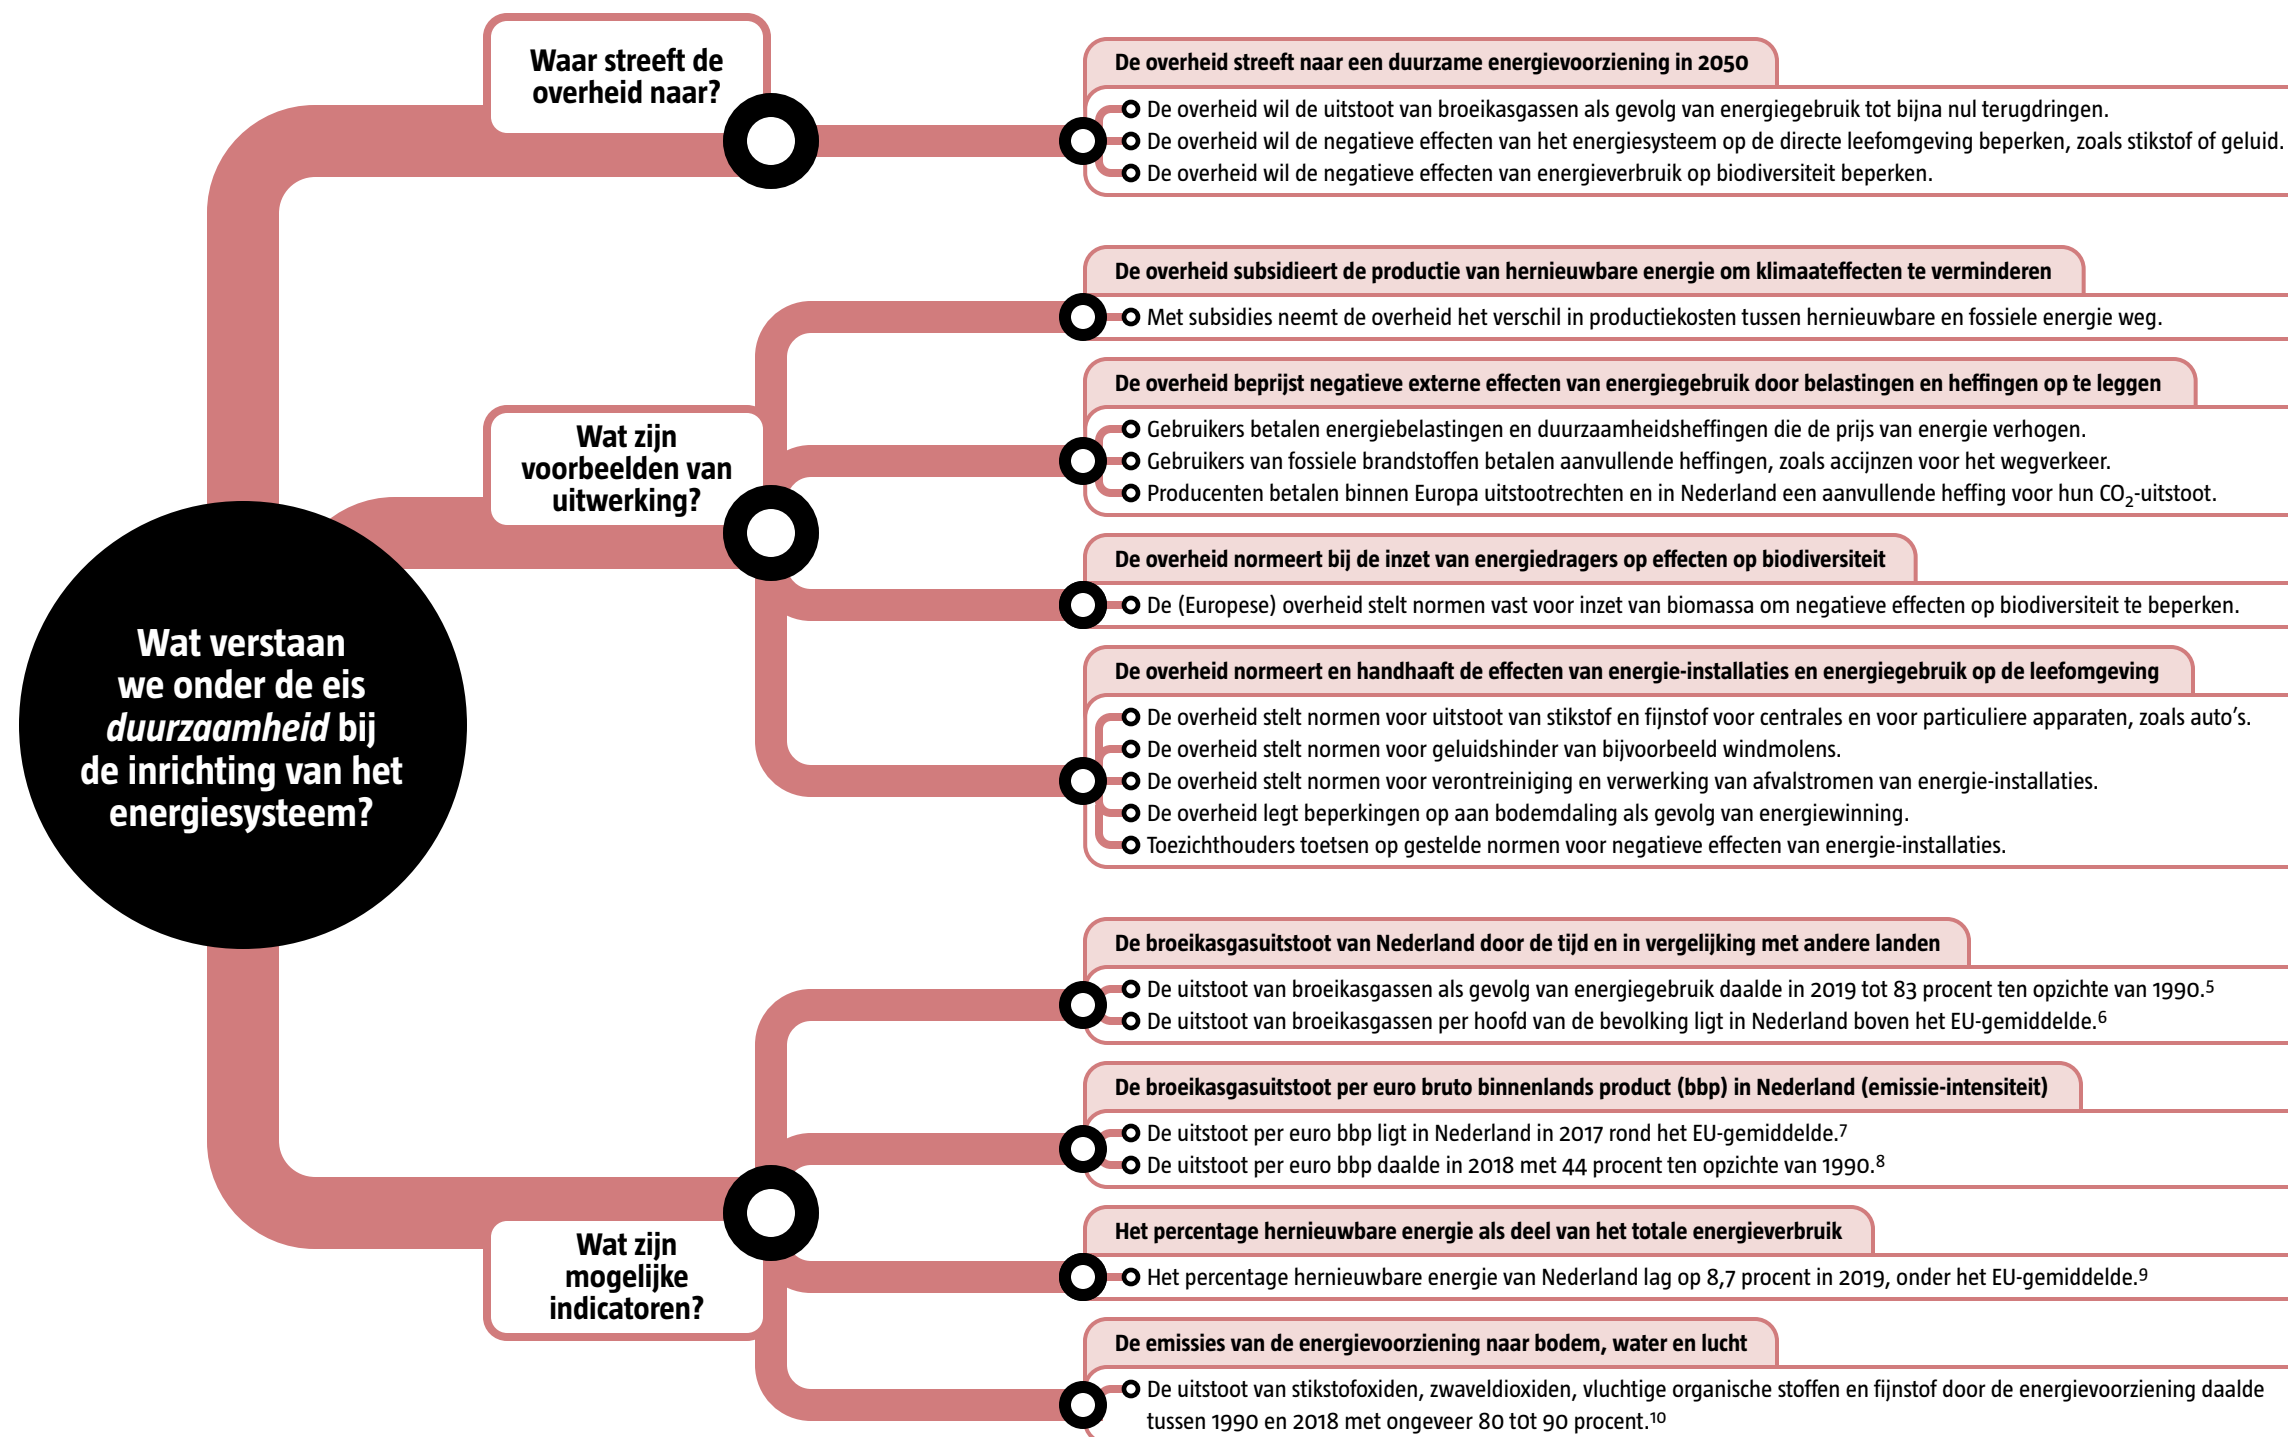 Wat verstaan
we onder de eis
duurzaamheid bij
de inrichting van het
energiesysteem?
Waar streeft de
overheid naar?
De overheid streeft naar een duurzame energievoorziening in 2050
De overheid wil de uitstoot van broeikasgassen als gevolg van energiegebruik tot bijna nul terugdringen.
De overheid wil de negatieve effecten van het energiesysteem op de directe leefomgeving beperken, zoals stikstof of geluid.
De overheid wil de negatieve effecten van energieverbruik op biodiversiteit beperken.
Wat zijn
voorbeelden van
uitwerking?
De overheid subsidieert de productie van hernieuwbare energie om klimaateffecten te verminderen
Met subsidies neemt de overheid het verschil in productiekosten tussen hernieuwbare en fossiele energie weg.
De overheid beprijst negatieve externe effecten van energiegebruik door belastingen en heffingen op te leggen
Gebruikers betalen energiebelastingen en duurzaamheidsheffingen die de prijs van energie verhogen.
Gebruikers van fossiele brandstoffen betalen aanvullende heffingen, zoals accijnzen voor het wegverkeer.
Producenten betalen binnen Europa uitstootrechten en in Nederland een aanvullende heffing voor hun CO₂-uitstoot.
De overheid normeert bij de inzet van energiedragers op effecten op biodiversiteit
De (Europese) overheid stelt normen vast voor inzet van biomassa om negatieve effecten op biodiversiteit te beperken.
De overheid normeert en handhaaft de effecten van energie-installaties en energiegebruik op de leefomgeving
De overheid stelt normen voor uitstoot van stikstof en fijnstof voor centrales en voor particuliere apparaten, zoals auto's.
De overheid stelt normen voor geluidshinder van bijvoorbeeld windmolens.
De overheid stelt normen voor verontreiniging en verwerking van afvalstromen van energie-installaties.
De overheid legt beperkingen op aan bodemdaling als gevolg van energiewinning.
Toezichthouders toetsen op gestelde normen voor negatieve effecten van energie-installaties.
Wat zijn
mogelijke
indicatoren?
De broeikasgasuitstoot van Nederland door de tijd en in vergelijking met andere landen
De uitstoot van broeikasgassen als gevolg van energiegebruik daalde in 2019 tot 83 procent ten opzichte van 1990.⁵
De uitstoot van broeikasgassen per hoofd van de bevolking ligt in Nederland boven het EU-gemiddelde.⁶
De broeikasgasuitstoot per euro bruto binnenlands product (bbp) in Nederland (emissie-intensiteit)
De uitstoot per euro bbp ligt in Nederland in 2017 rond het EU-gemiddelde.⁷
De uitstoot per euro bbp daalde in 2018 met 44 procent ten opzichte van 1990.⁸
Het percentage hernieuwbare energie als deel van het totale energieverbruik
Het percentage hernieuwbare energie van Nederland lag op 8,7 procent in 2019, onder het EU-gemiddelde.⁹
De emissies van de energievoorziening naar bodem, water en lucht
De uitstoot van stikstofoxiden, zwaveldioxiden, vluchtige organische stoffen en fijnstof door de energievoorziening daalde
tussen 1990 en 2018 met ongeveer 80 t0t 90 procent.¹⁰